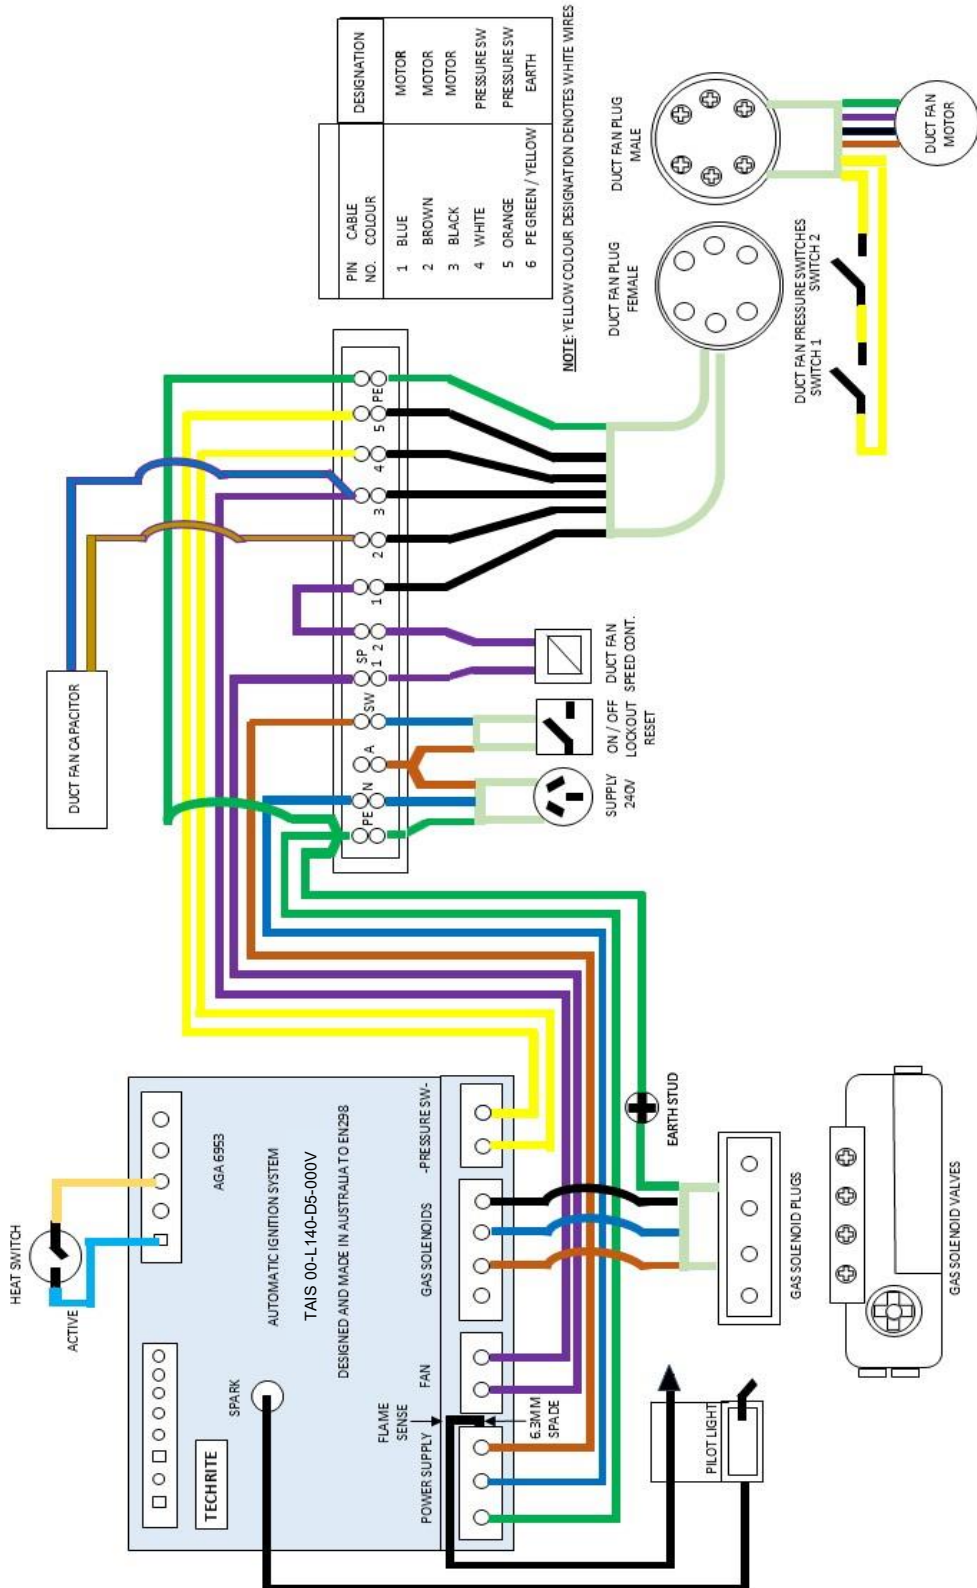 HEAT SWITCH
ACTIVE
AGA 6953
AUTOMATIC IGNITION SYSTEM
TAIS 00-L140-D5-000V
DESIGNED AND MADE IN AUSTRALIA TO EN298
SPARK
TECHRITE
POWER SUPPLY
FAN
GAS SOLENOIDS
-PRESSURE SW-
FLAME
SENSE
6.3MM
SPADE
PILOT LIGHT
GAS SOLENOID PLUGS
GAS SOLENOID VALVES
EARTH STUD
DUCT FAN CAPACITOR
PE N A SW SP 1 2 1 2 3 4 5 PE
SUPPLY
240V
ON / OFF
LOCKOUT
RESET
DUCT FAN
SPEED CONT.
PIN NO. CABLE COLOUR DESIGNATION
1 BLUE MOTOR
2 BROWN MOTOR
3 BLACK MOTOR
4 WHITE PRESSURE SW
5 ORANGE PRESSURE SW
6 PE GREEN / YELLOW EARTH
NOTE: YELLOW COLOUR DESIGNATION DENOTES WHITE WIRES
DUCT FAN PLUG
FEMALE
DUCT FAN PLUG
MALE
DUCT FAN PRESSURE SWITCHES
SWITCH 1 SWITCH 2
DUCT FAN
MOTOR